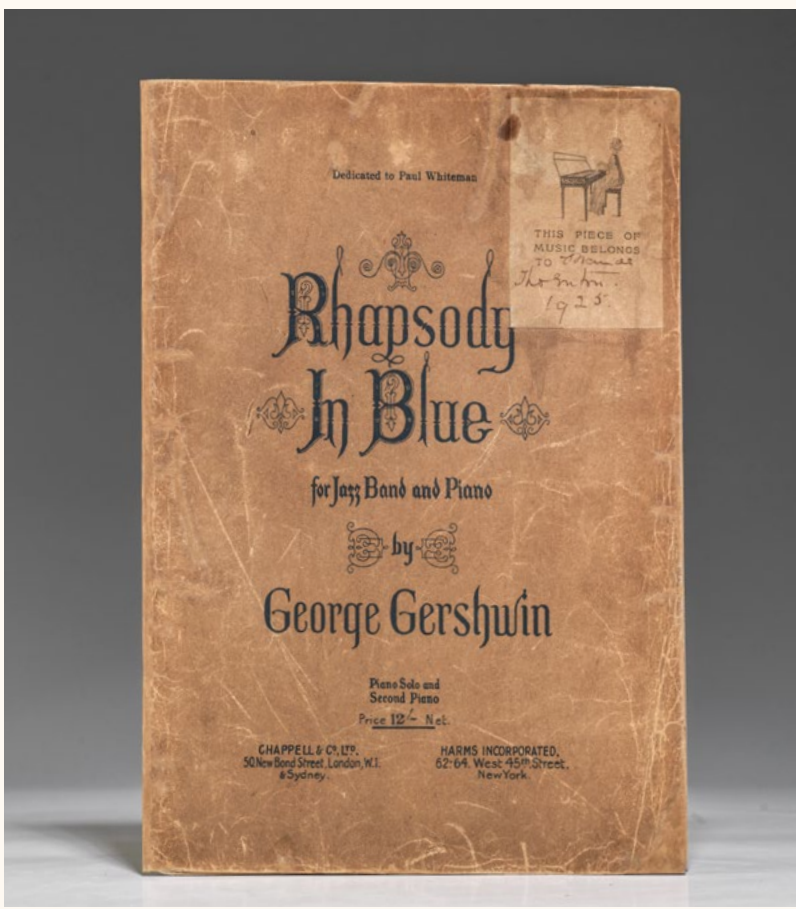 Dedicated to Paul Whiteman
THIS PIECE OF
MUSIC BELONGS
TO
Thornton.
1925.
Rhapsody
In Blue
for Jazz Band and Piano
by
George Gershwin
Piano Solo and
Second Piano
Price 12/- Net.
CHAPPELL & Co., LTD.
50, New Bond Street, London, W.1.
& Sydney.
HARMS INCORPORATED,
62-64, West 45th Street,
New York.